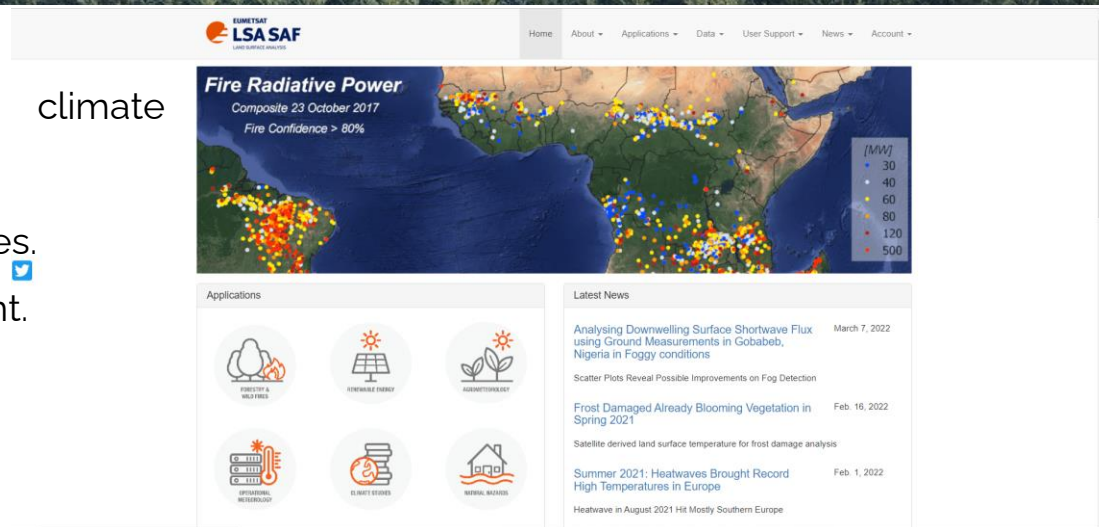 EUMETSAT
LSA SAF
LAND SURFACE ANALYSIS
Home About Applications Data User Support News Account
climate
es.
nt.
Fire Radiative Power
Composite 23 October 2017
Fire Confidence > 80%
[MW]
30
40
60
80
120
500
Applications
FORESTRY &
WILD FIRES
RENEWABLE ENERGY
AGROMETEOROLOGY
OPERATIONAL
METEOROLOGY
CLIMATE STUDIES
NATURAL HAZARDS
Latest News
Analysing Downwelling Surface Shortwave Flux
using Ground Measurements in Gobabeb,
Nigeria in Foggy conditions
March 7, 2022
Scatter Plots Reveal Possible Improvements on Fog Detection
Frost Damaged Already Blooming Vegetation in
Spring 2021
Feb. 16, 2022
Satellite derived land surface temperature for frost damage analysis
Summer 2021: Heatwaves Brought Record
High Temperatures in Europe
Feb. 1, 2022
Heatwave in August 2021 Hit Mostly Southern Europe